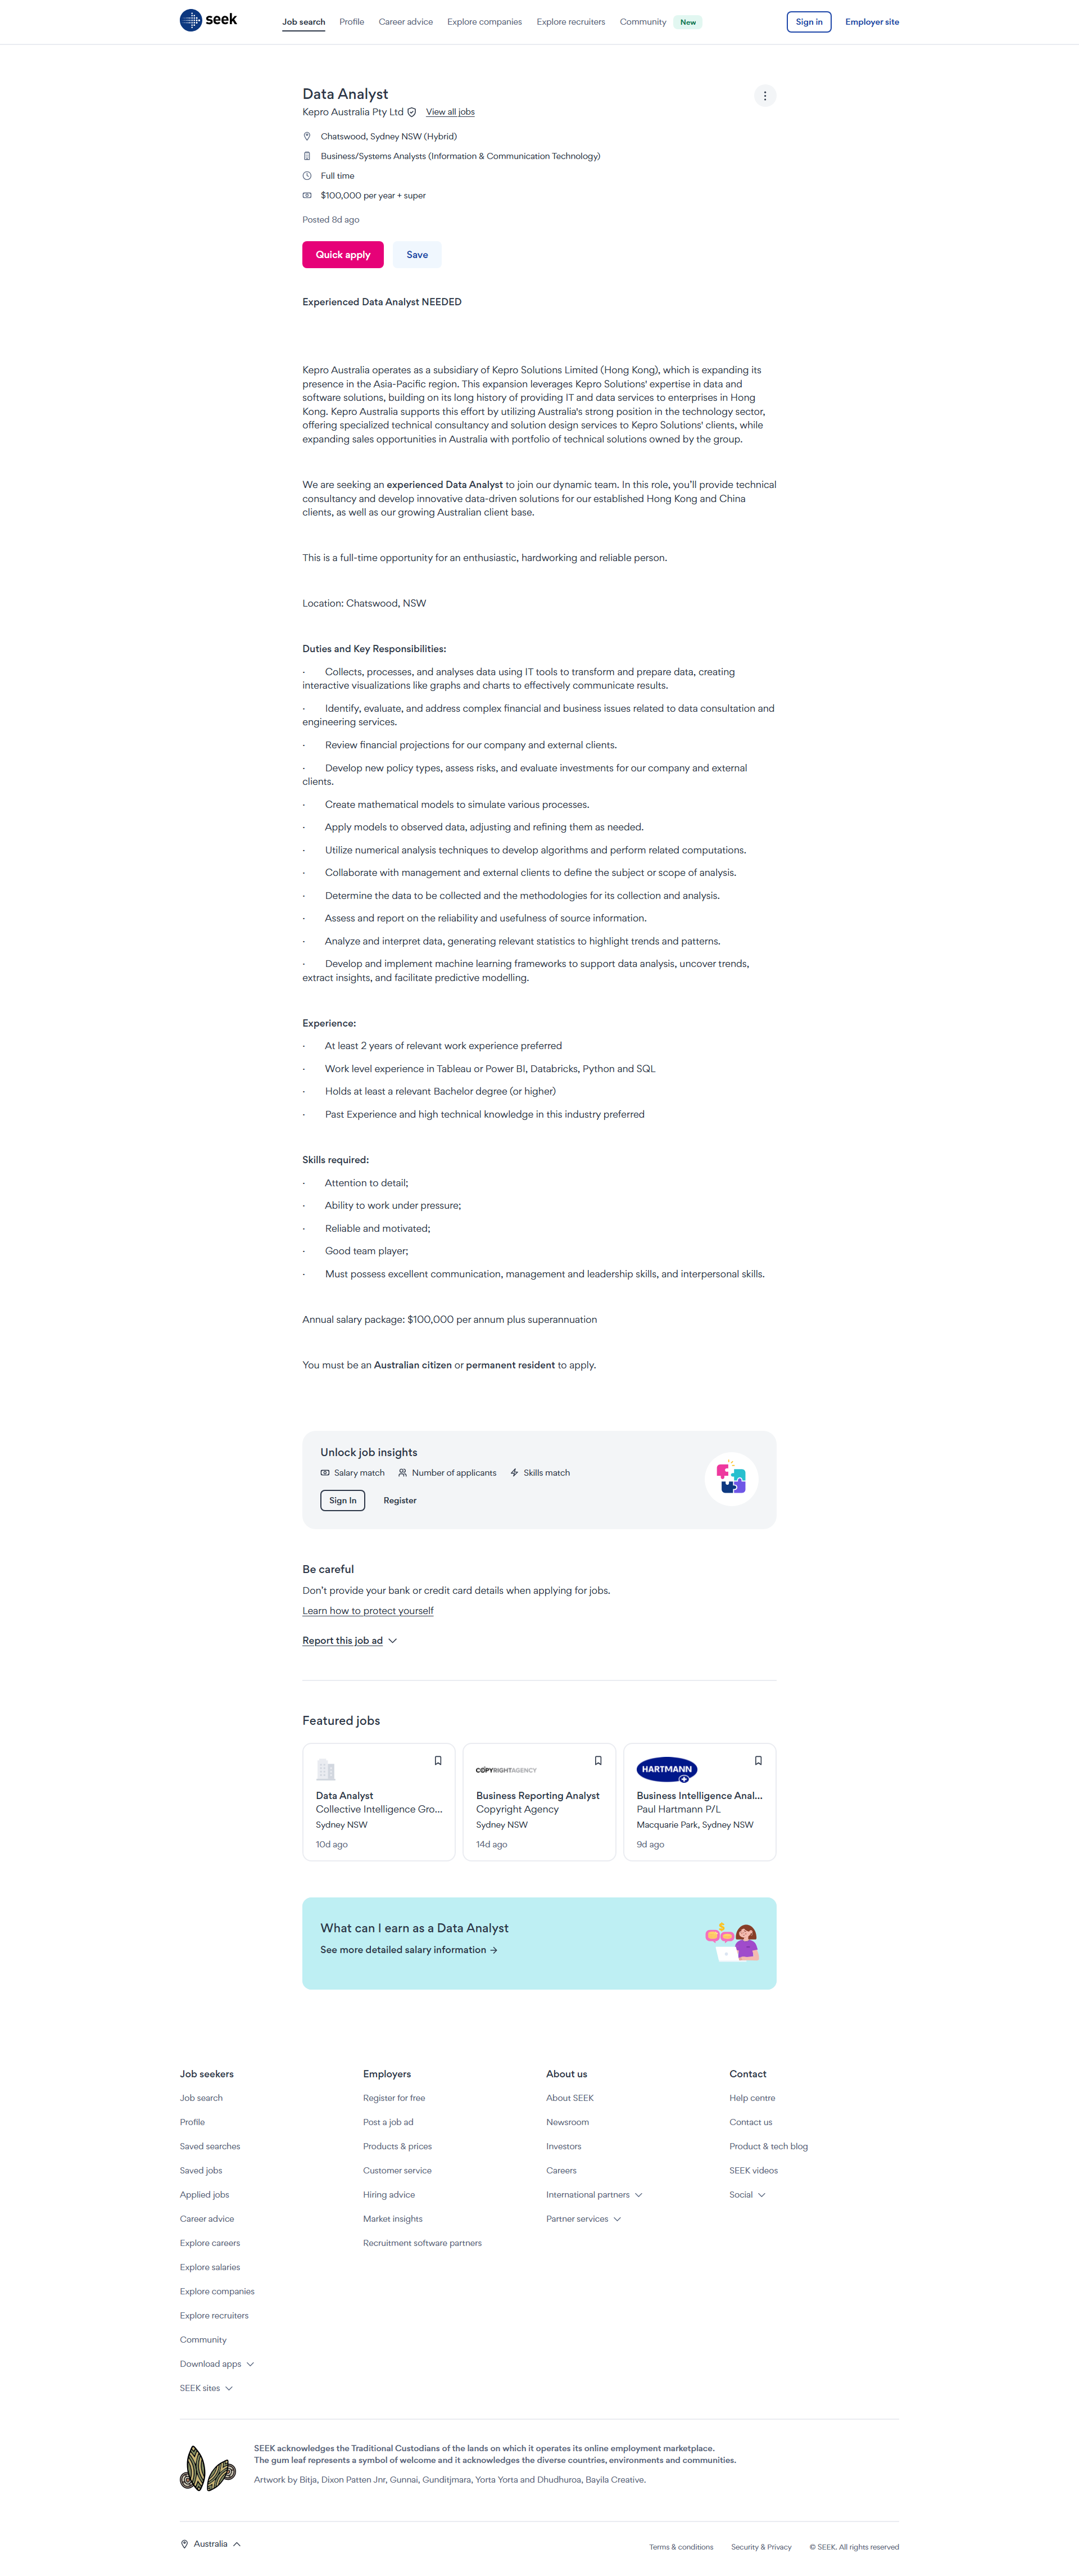 seek
Job search
Profile
Career advice
Explore companies
Explore recruiters
Community
New
Sign in
Employer site
Data Analyst
Kepro Australia Pty Ltd
View all jobs
Chatswood, Sydney NSW (Hybrid)
Business/Systems Analysts (Information & Communication Technology)
Full time
$100,000 per year + super
Posted 8d ago
Quick apply
Save
Experienced Data Analyst NEEDED
Kepro Australia operates as a subsidiary of Kepro Solutions Limited (Hong Kong), which is expanding its
presence in the Asia-Pacific region. This expansion leverages Kepro Solutions' expertise in data and
software solutions, building on its long history of providing IT and data services to enterprises in Hong
Kong. Kepro Australia supports this effort by utilizing Australia's strong position in the technology sector,
offering specialized technical consultancy and solution design services to Kepro Solutions' clients, while
expanding sales opportunities in Australia with portfolio of technical solutions owned by the group.
We are seeking an experienced Data Analyst to join our dynamic team. In this role, you'll provide technical
consultancy and develop innovative data-driven solutions for our established Hong Kong and China
clients, as well as our growing Australian client base.
This is a full-time opportunity for an enthusiastic, hardworking and reliable person.
Location: Chatswood, NSW
Duties and Key Responsibilities:
· Collects, processes, and analyses data using IT tools to transform and prepare data, creating
interactive visualizations like graphs and charts to effectively communicate results.
· Identify, evaluate, and address complex financial and business issues related to data consultation and
engineering services.
· Review financial projections for our company and external clients.
· Develop new policy types, assess risks, and evaluate investments for our company and external
clients.
· Create mathematical models to simulate various processes.
· Apply models to observed data, adjusting and refining them as needed.
· Utilize numerical analysis techniques to develop algorithms and perform related computations.
· Collaborate with management and external clients to define the subject or scope of analysis.
· Determine the data to be collected and the methodologies for its collection and analysis.
· Assess and report on the reliability and usefulness of source information.
· Analyze and interpret data, generating relevant statistics to highlight trends and patterns.
· Develop and implement machine learning frameworks to support data analysis, uncover trends,
extract insights, and facilitate predictive modelling.
Experience:
· At least 2 years of relevant work experience preferred
· Work level experience in Tableau or Power BI, Databricks, Python and SQL
· Holds at least a relevant Bachelor degree (or higher)
· Past Experience and high technical knowledge in this industry preferred
Skills required:
· Attention to detail;
· Ability to work under pressure;
· Reliable and motivated;
· Good team player;
· Must possess excellent communication, management and leadership skills, and interpersonal skills.
Annual salary package: $100,000 per annum plus superannuation
You must be an Australian citizen or permanent resident to apply.
Unlock job insights
Salary match
Number of applicants
Skills match
Sign In
Register
Be careful
Don't provide your bank or credit card details when applying for jobs.
Learn how to protect yourself
Report this job ad
Featured jobs
Data Analyst
Collective Intelligence Gro...
Sydney NSW
10d ago
COPYRIGHTAGENCY
Business Reporting Analyst
Copyright Agency
Sydney NSW
14d ago
HARTMANN
Business Intelligence Anal...
Paul Hartmann P/L
Macquarie Park, Sydney NSW
9d ago
What can I earn as a Data Analyst
See more detailed salary information
Job seekers
Job search
Profile
Saved searches
Saved jobs
Applied jobs
Career advice
Explore careers
Explore salaries
Explore companies
Explore recruiters
Community
Download apps
SEEK sites
Employers
Register for free
Post a job ad
Products & prices
Customer service
Hiring advice
Market insights
Recruitment software partners
About us
About SEEK
Newsroom
Investors
Careers
International partners
Partner services
Contact
Help centre
Contact us
Product & tech blog
SEEK videos
Social
SEEK acknowledges the Traditional Custodians of the lands on which it operates its online employment marketplace.
The gum leaf represents a symbol of welcome and it acknowledges the diverse countries, environments and communities.
Artwork by Bitja, Dixon Patten Jnr, Gunnai, Gunditjmara, Yorta Yorta and Dhudhuroa, Bayila Creative.
Australia
Terms & conditions
Security & Privacy
© SEEK. All rights reserved